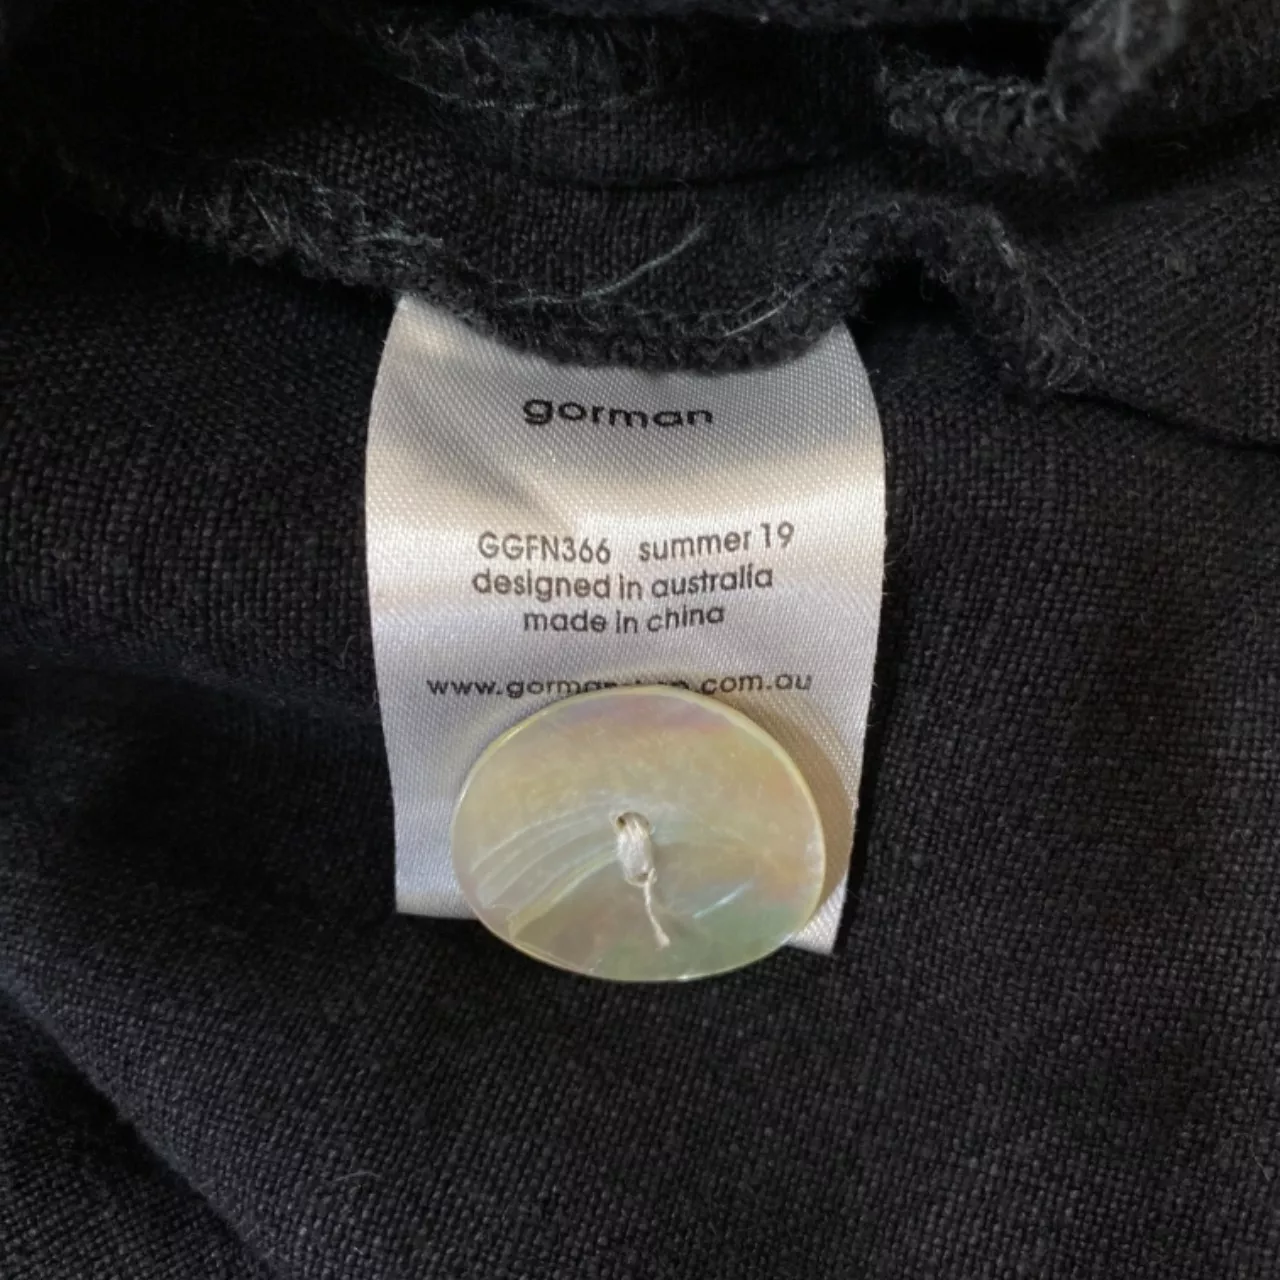 gorman
GGFN366 summer 19
designed in australia
made in china